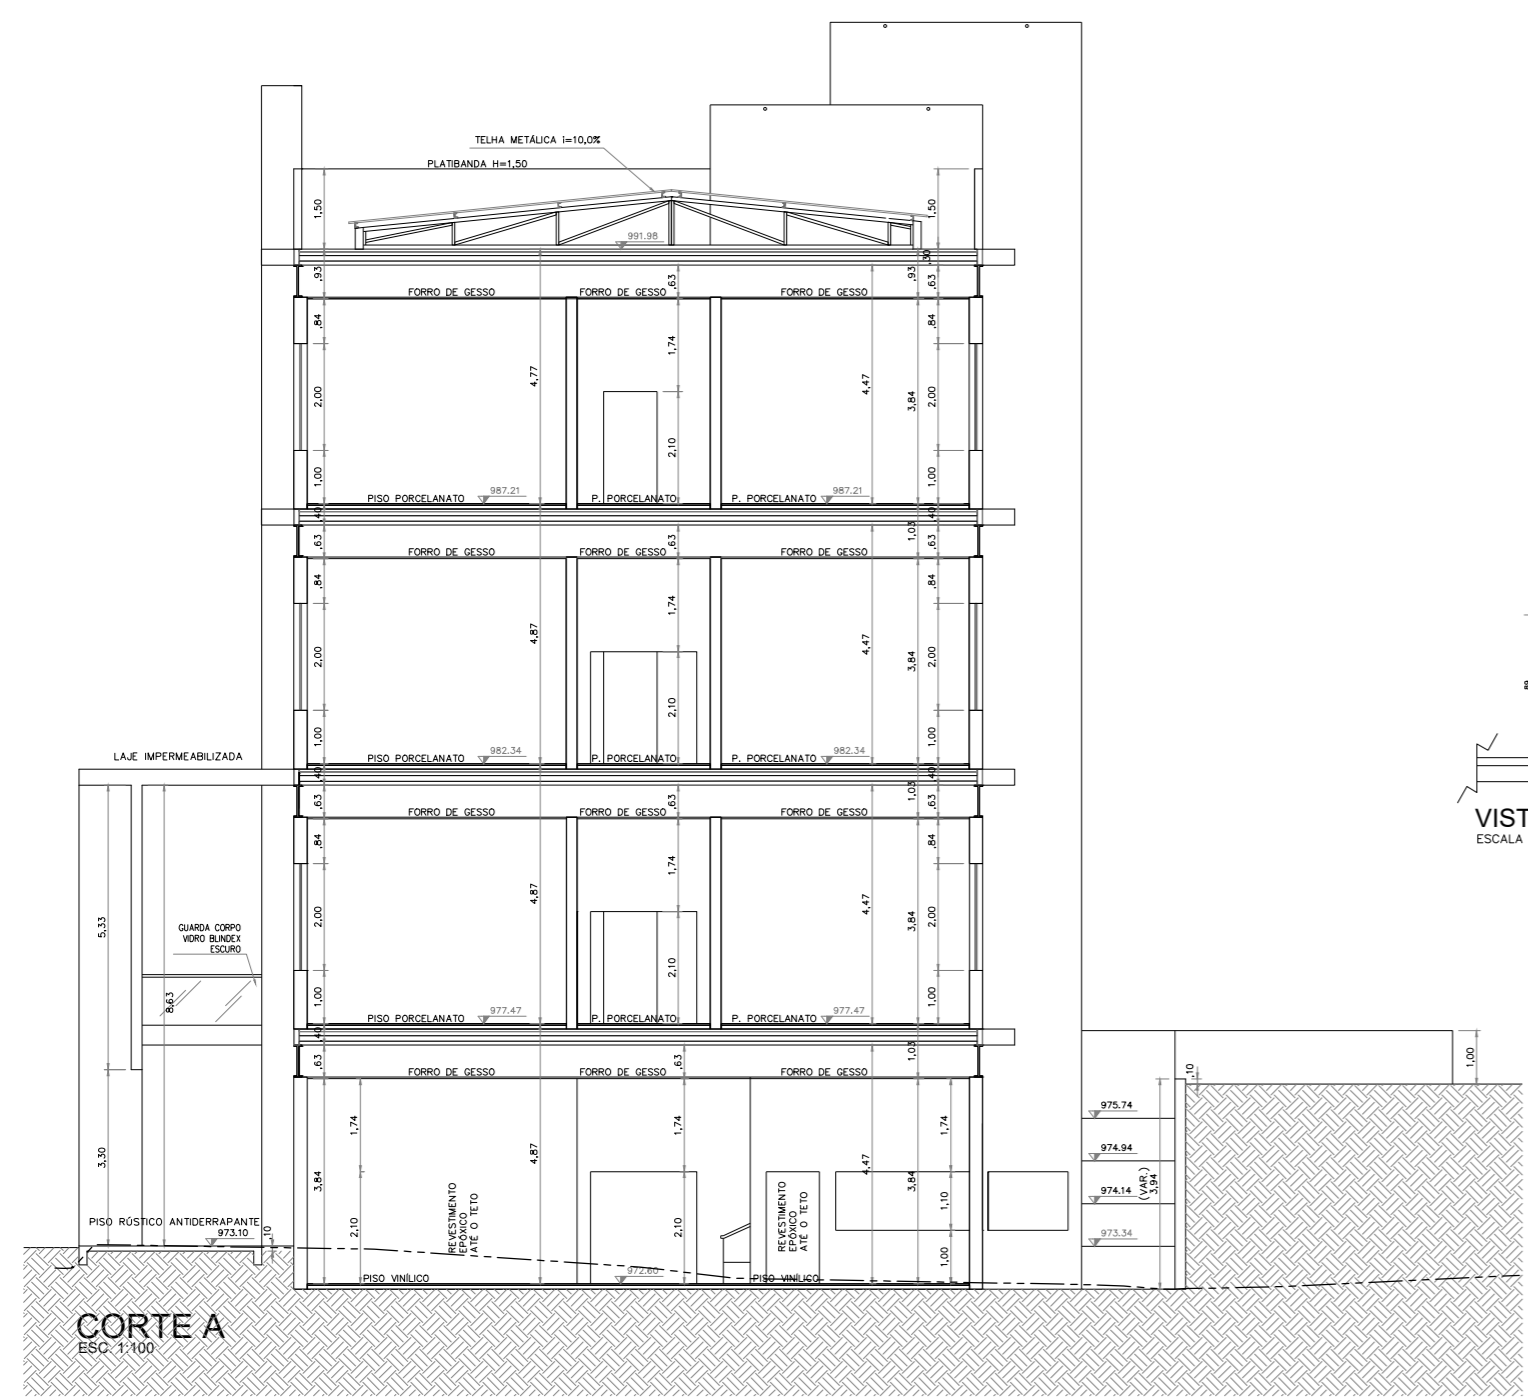 TELHA METÁLICA i=10,0%
PLATIBANDA H=1,50
1,50
1,50
991.98
,30
,93
,63
,93
,63
FORRO DE GESSO
FORRO DE GESSO
FORRO DE GESSO
,84
1,74
,84
2,00
4,77
4,47
3,84
2,00
2,10
1,00
1,00
PISO PORCELANATO
987.21
P. PORCELANATO
P. PORCELANATO
987.21
,40
,40
,63
,63
1,03
,63
FORRO DE GESSO
FORRO DE GESSO
FORRO DE GESSO
,84
1,74
,84
2,00
4,87
4,47
3,84
2,00
2,10
1,00
1,00
LAJE IMPERMEABILIZADA
PISO PORCELANATO
982.34
P. PORCELANATO
P. PORCELANATO
982.34
,40
,40
,63
,63
1,03
,63
FORRO DE GESSO
FORRO DE GESSO
FORRO DE GESSO
VIST
ESCALA
,84
1,74
,84
5,33
GUARDA CORPO
VIDRO BLINDEX
ESCURO
2,00
4,87
4,47
3,84
2,00
2,10
8,63
1,00
1,00
PISO PORCELANATO
977.47
P. PORCELANATO
P. PORCELANATO
977.47
,40
,63
,63
1,03
FORRO DE GESSO
FORRO DE GESSO
FORRO DE GESSO
1,00
,10
975.74
1,74
1,74
1,74
3,30
974.94
3,84
4,87
4,47
3,84
(VAR.)
3,94
974.14
REVESTIMENTO
EPÓXICO
ATÉ O TETO
REVESTIMENTO
EPÓXICO
ATÉ O TETO
1,10
PISO RÚSTICO ANTIDERRAPANTE
973.10
,10
2,10
2,10
973.34
1,00
PISO VINÍLICO
972.60
PISO VINÍLICO
CORTE A
ESC. 1:100